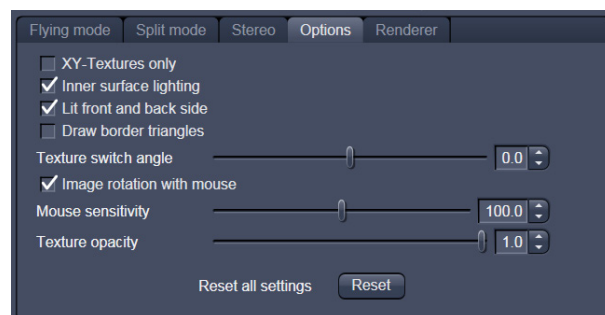 Flying mode Split mode Stereo Options Renderer
XY-Textures only
Inner surface lighting
Lit front and back side
Draw border triangles
Texture switch angle 0.0
Image rotation with mouse
Mouse sensitivity 100.0
Texture opacity 1.0
Reset all settings Reset